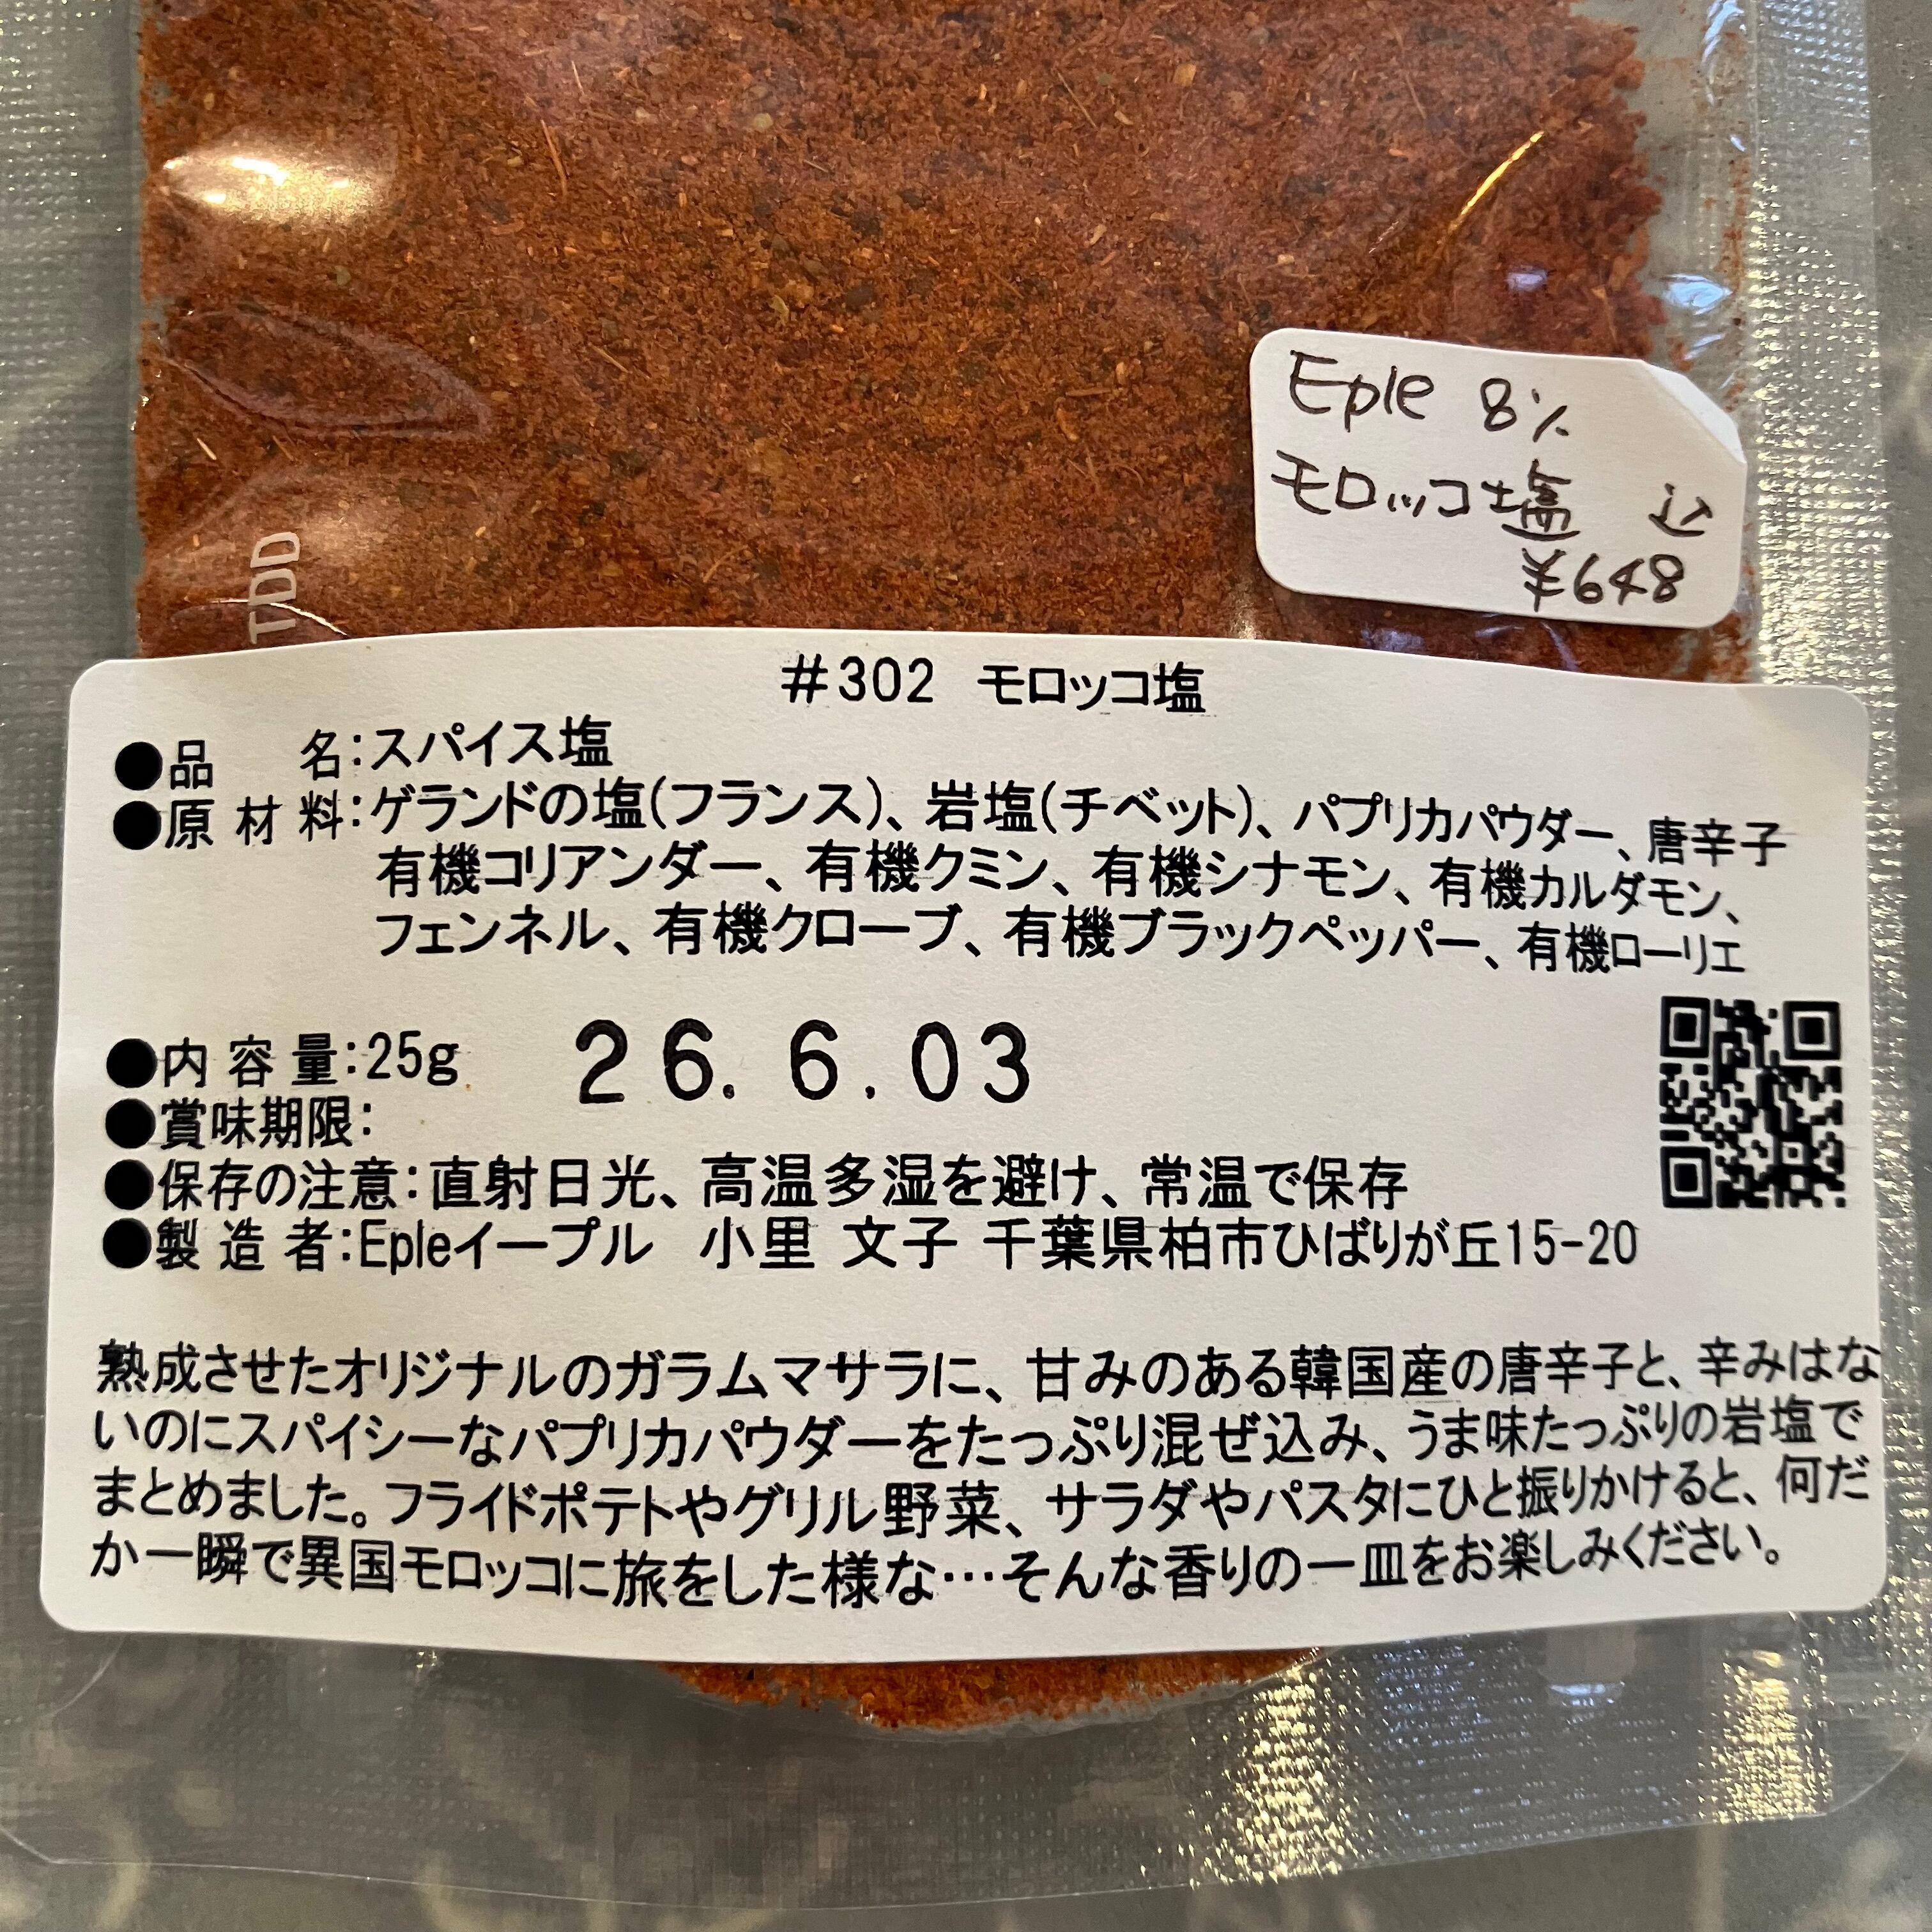 Eple 8%
モロッコ塩 込
¥648
TDD
#302 モロッコ塩
●品 名:スパイス塩
●原 材 料:ゲランドの塩(フランス)、岩塩(チベット)、パプリカパウダー、唐辛子
有機コリアンダー、有機クミン、有機シナモン、有機カルダモン、
フェンネル、有機クローブ、有機ブラックペッパー、有機ローリエ
●内 容 量:25g 26.6.03
●賞味期限:
●保存の注意:直射日光、高温多湿を避け、常温で保存
●製 造 者:Epleイープル 小里 文子 千葉県柏市ひばりが丘15-20
熟成させたオリジナルのガラムマサラに、甘みのある韓国産の唐辛子と、辛みはな
いのにスパイシーなパプリカパウダーをたっぷり混ぜ込み、うま味たっぷりの岩塩で
まとめました。フライドポテトやグリル野菜、サラダやパスタにひと振りかけると、何だ
か一瞬で異国モロッコに旅をした様な…そんな香りの一皿をお楽しみください。